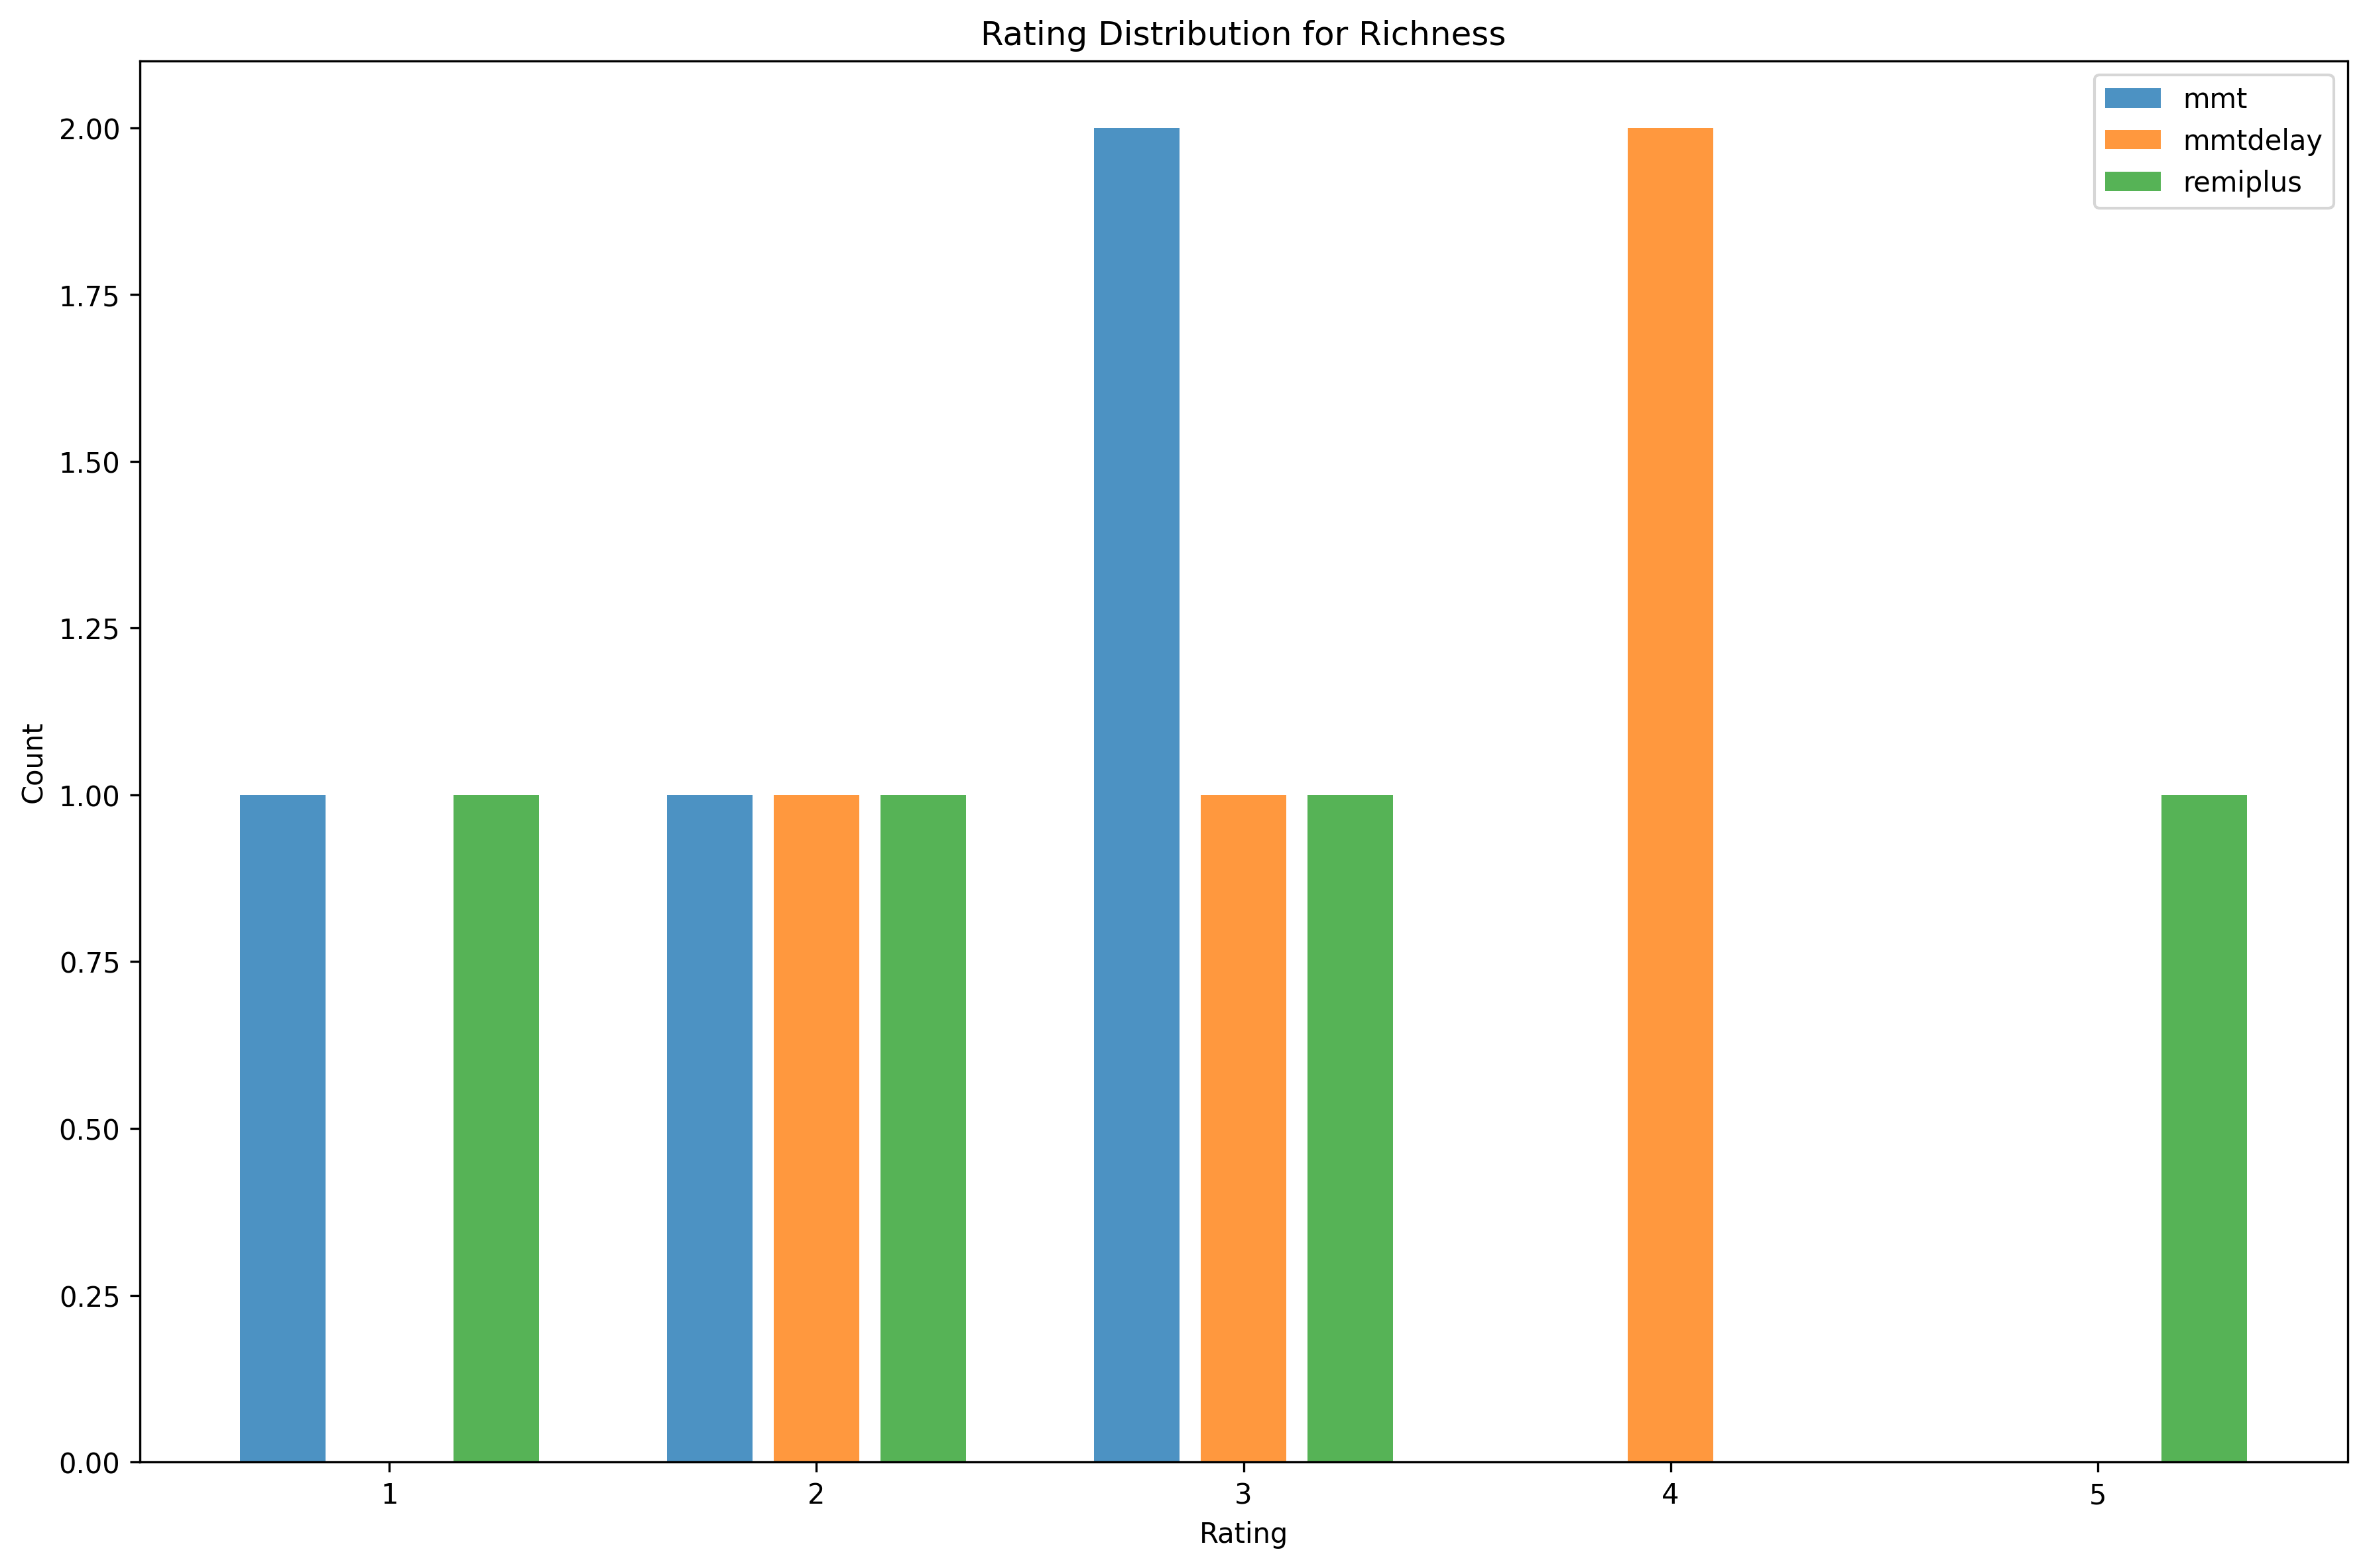 Rating Distribution for Richness
mmt
mmtdelay
remiplus
2.00
1.75
1.50
1.25
1.00
0.75
0.50
0.25
0.00
Count
1 2 3 4 5
Rating